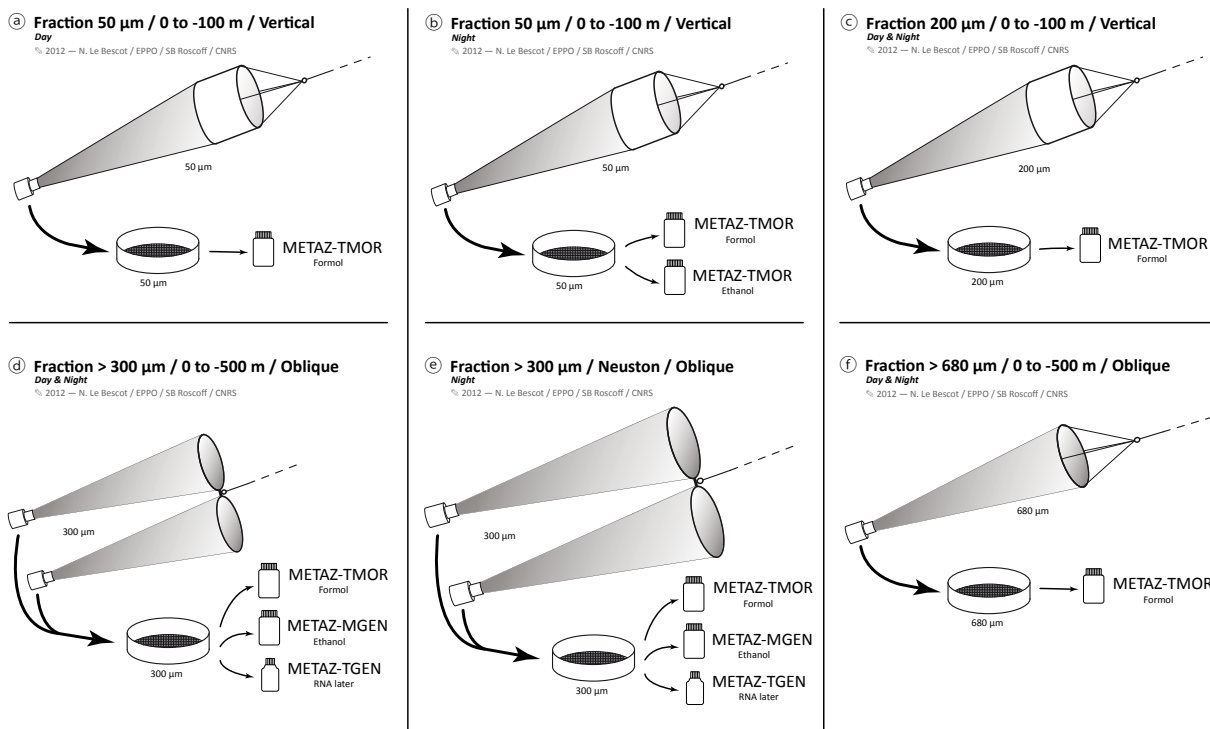 ⓐ Fraction 50 µm / 0 to -100 m / Vertical
Day
✎ 2012 — N. Le Bescot / EPPO / SB Roscoff / CNRS
50 µm
METAZ-TMOR
Formol
50 µm
ⓑ Fraction 50 µm / 0 to -100 m / Vertical
Night
✎ 2012 — N. Le Bescot / EPPO / SB Roscoff / CNRS
50 µm
METAZ-TMOR
Formol
METAZ-TMOR
Ethanol
50 µm
ⓒ Fraction 200 µm / 0 to -100 m / Vertical
Day & Night
✎ 2012 — N. Le Bescot / EPPO / SB Roscoff / CNRS
200 µm
METAZ-TMOR
Formol
200 µm
ⓓ Fraction > 300 µm / 0 to -500 m / Oblique
Day & Night
✎ 2012 — N. Le Bescot / EPPO / SB Roscoff / CNRS
300 µm
METAZ-TMOR
Formol
METAZ-MGEN
Ethanol
METAZ-TGEN
RNA later
300 µm
ⓔ Fraction > 300 µm / Neuston / Oblique
Night
✎ 2012 — N. Le Bescot / EPPO / SB Roscoff / CNRS
300 µm
METAZ-TMOR
Formol
METAZ-MGEN
Ethanol
METAZ-TGEN
RNA later
300 µm
ⓕ Fraction > 680 µm / 0 to -500 m / Oblique
Day & Night
✎ 2012 — N. Le Bescot / EPPO / SB Roscoff / CNRS
680 µm
METAZ-TMOR
Formol
680 µm